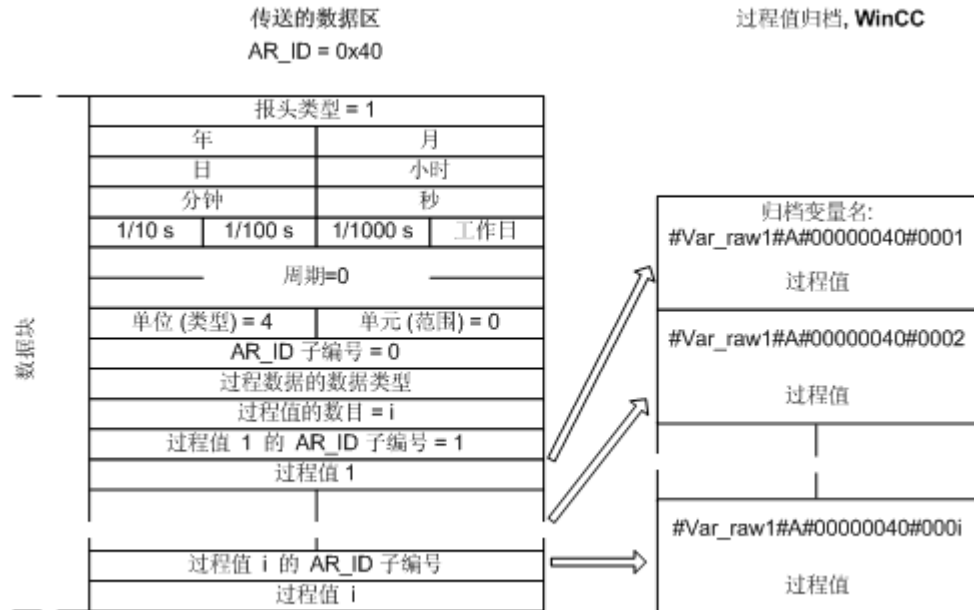 传送的数据区
过程值归档, WinCC
AR_ID = 0x40
报头类型 = 1
年 月
日 小时
分钟 秒
1/10 s 1/100 s 1/1000 s 工作日
周期=0
单位 (类型) = 4 单元 (范围) = 0
AR_ID 子编号 = 0
过程数据的数据类型
过程值的数目 = i
过程值 1 的 AR_ID 子编号 = 1
过程值 1
过程值 i 的 AR_ID 子编号
过程值 i
数据块
归档变量名:
#Var_raw1#A#00000040#0001
过程值
#Var_raw1#A#00000040#0002
过程值
#Var_raw1#A#00000040#000i
过程值